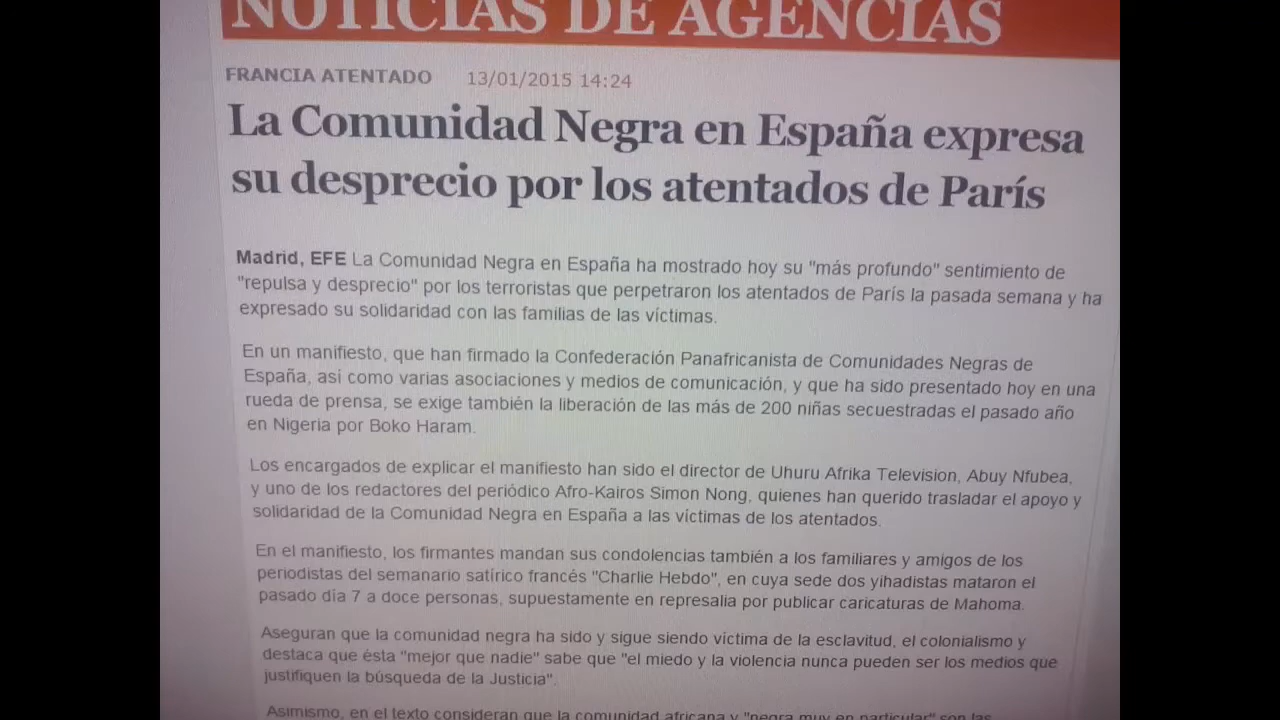 NOTICIAS DE AGENCIAS
FRANCIA ATENTADO 13/01/2015 14:24
La Comunidad Negra en España expresa
su desprecio por los atentados de París
Madrid, EFE La Comunidad Negra en España ha mostrado hoy su "más profundo" sentimiento de
"repulsa y desprecio" por los terroristas que perpetraron los atentados de París la pasada semana y ha
expresado su solidaridad con las familias de las víctimas.
En un manifiesto, que han firmado la Confederación Panafricanista de Comunidades Negras de
España, así como varias asociaciones y medios de comunicación, y que ha sido presentado hoy en una
rueda de prensa, se exige también la liberación de las más de 200 niñas secuestradas el pasado año
en Nigeria por Boko Haram.
Los encargados de explicar el manifiesto han sido el director de Uhuru Afrika Television, Abuy Nfubea,
y uno de los redactores del periódico Afro-Kairos Simon Nong, quienes han querido trasladar el apoyo y
solidaridad de la Comunidad Negra en España a las víctimas de los atentados.
En el manifiesto, los firmantes mandan sus condolencias también a los familiares y amigos de los
periodistas del semanario satírico francés "Charlie Hebdo", en cuya sede dos yihadistas mataron el
pasado día 7 a doce personas, supuestamente en represalia por publicar caricaturas de Mahoma.
Aseguran que la comunidad negra ha sido y sigue siendo víctima de la esclavitud, el colonialismo y
destaca que ésta "mejor que nadie" sabe que "el miedo y la violencia nunca pueden ser los medios que
justifiquen la búsqueda de la Justicia".
Asimismo, en el texto consideran que la comunidad africana y "negra muy en particular" son las